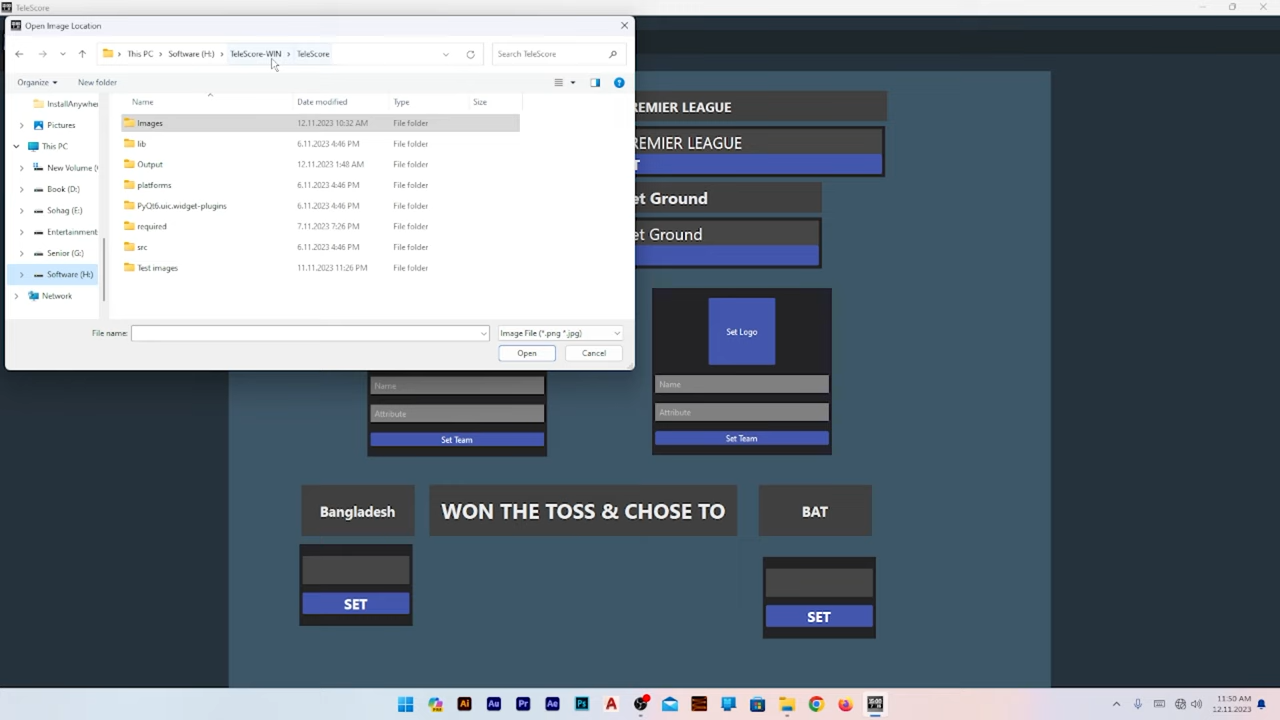 TeleScore
Open Image Location
This PC
Software (H:)
TeleScore-WIN
TeleScore
Search TeleScore
Organize
New folder
Name
Date modified
Type
Size
InstallAnywher
Pictures
This PC
New Volume (
Book (D:)
Sohag (E:)
Entertainment
Senior (G:)
Software (H:)
Network
Images 12.11.2023 10:32 AM File folder
lib 6.11.2023 4:46 PM File folder
Output 12.11.2023 1:48 AM File folder
platforms 6.11.2023 4:46 PM File folder
PyQt6.uic.widget-plugins 6.11.2023 4:46 PM File folder
required 7.11.2023 7:26 PM File folder
src 6.11.2023 4:46 PM File folder
Test images 11.11.2023 11:26 PM File folder
File name:
Image File (*.png *.jpg)
Open
Cancel
REMIER LEAGUE
REMIER LEAGUE
T
et Ground
et Ground
Set Logo
Name
Name
Attribute
Attribute
Set Team
Set Team
Bangladesh
WON THE TOSS & CHOSE TO
BAT
SET
SET
11:50 AM
12.11.2023